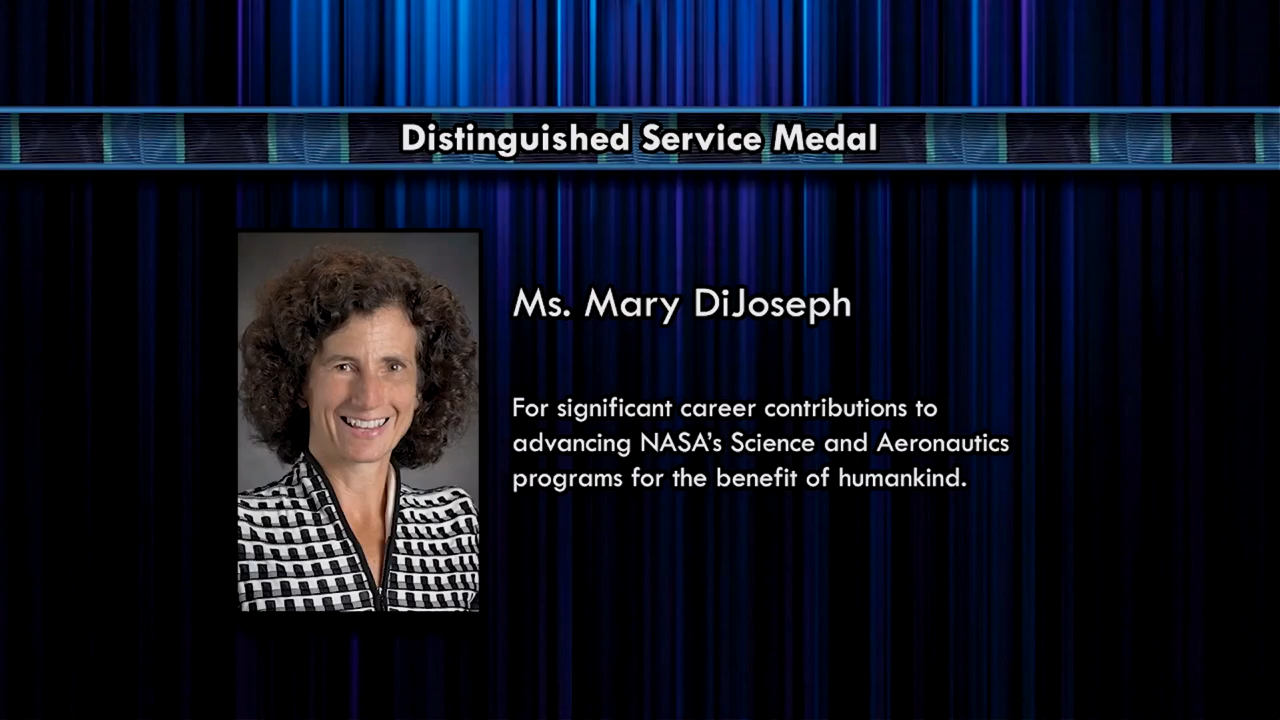 Distinguished Service Medal
Ms. Mary DiJoseph
For significant career contributions to
advancing NASA's Science and Aeronautics
programs for the benefit of humankind.